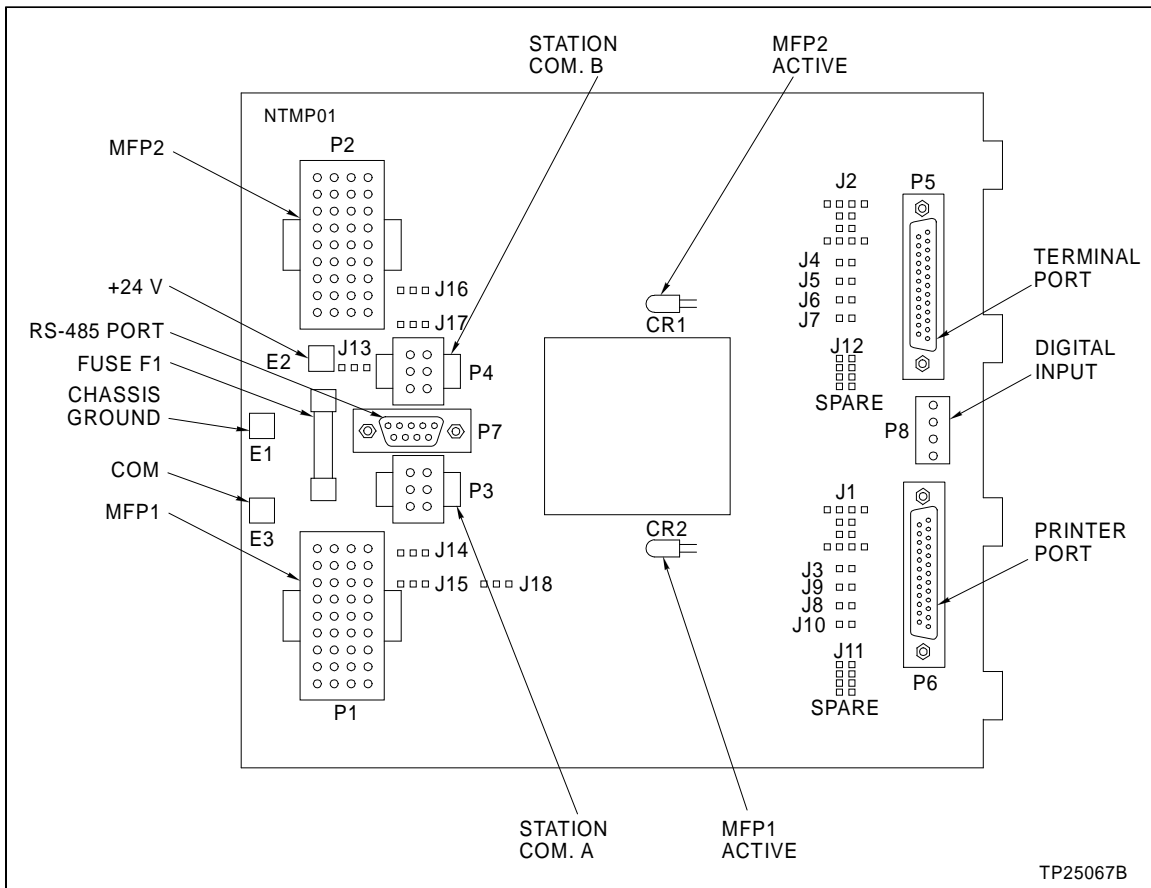 STATION
COM. B
MFP2
ACTIVE
NTMP01
MFP2
P2
J2
P5
J16
J4
J5
J6
J7
TERMINAL
PORT
+24 V
J17
CR1
RS-485 PORT
E2
J13
P4
J12
DIGITAL
INPUT
FUSE F1
SPARE
CHASSIS
GROUND
E1
P7
P8
COM
P3
J1
MFP1
E3
CR2
PRINTER
PORT
J14
J3
J15
J18
J9
J8
J10
J11
P1
SPARE
P6
STATION
COM. A
MFP1
ACTIVE
TP25067B